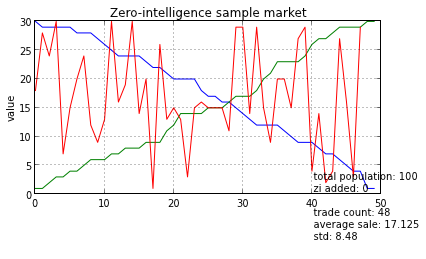 Zero-intelligence sample market
30
25
20
15
10
5
0
value
0 10 20 30 40 50
total population: 100
zi added: 0
trade count: 48
average sale: 17.125
std: 8.48